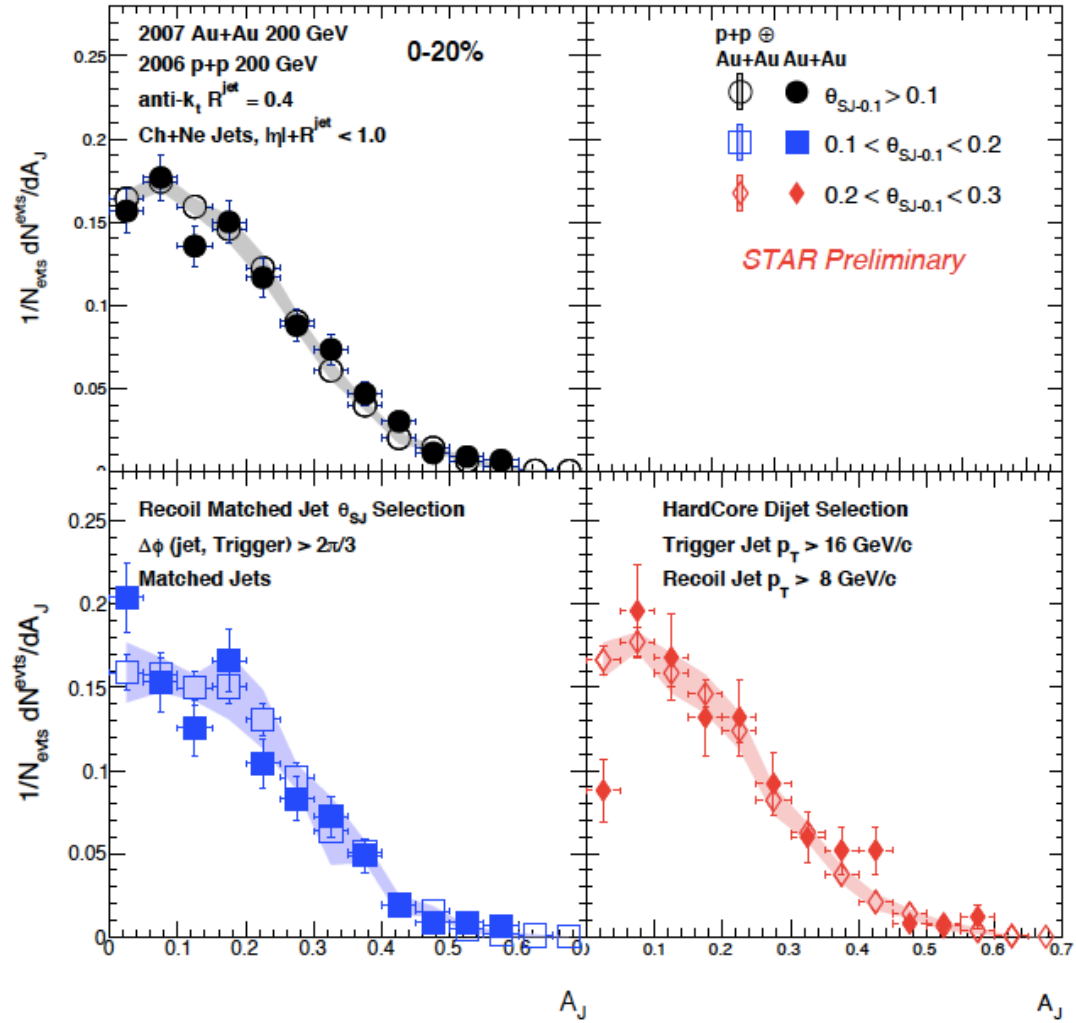 2007 Au+Au 200 GeV
0-20%
2006 p+p 200 GeV
anti-k_t R^jet = 0.4
Ch+Ne Jets, |η|+R^jet < 1.0
p+p ⊕
Au+Au Au+Au
θ_SJ-0.1 > 0.1
0.1 < θ_SJ-0.1 < 0.2
0.2 < θ_SJ-0.1 < 0.3
STAR Preliminary
1/N_evts dN^evts/dA_J
0.25
0.2
0.15
0.1
0.05
0
Recoil Matched Jet θ_SJ Selection
Δϕ (jet, Trigger) > 2π/3
Matched Jets
HardCore Dijet Selection
Trigger Jet p_T > 16 GeV/c
Recoil Jet p_T > 8 GeV/c
1/N_evts dN^evts/dA_J
0.25
0.2
0.15
0.1
0.05
0
0 0.1 0.2 0.3 0.4 0.5 0.6
0.1 0.2 0.3 0.4 0.5 0.6 0.7
A_J
A_J